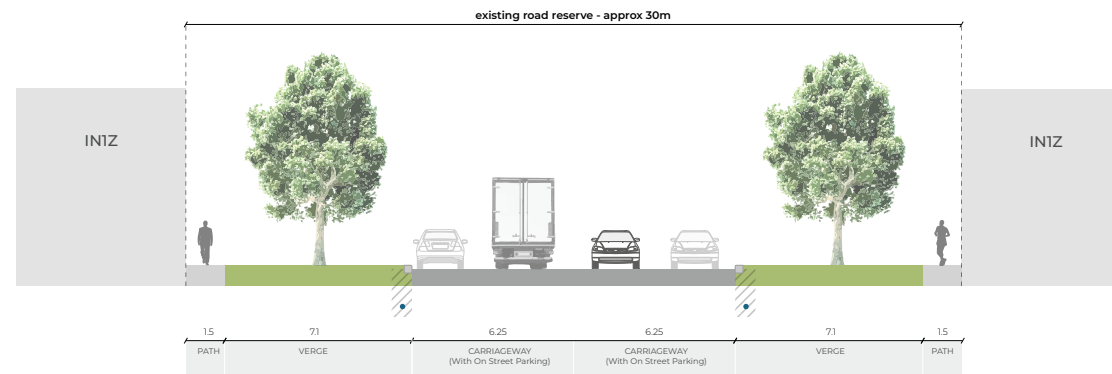 existing road reserve - approx 30m
IN1Z
IN1Z
1.5
7.1
6.25
6.25
7.1
1.5
PATH
VERGE
CARRIAGEWAY
(With On Street Parking)
CARRIAGEWAY
(With On Street Parking)
VERGE
PATH